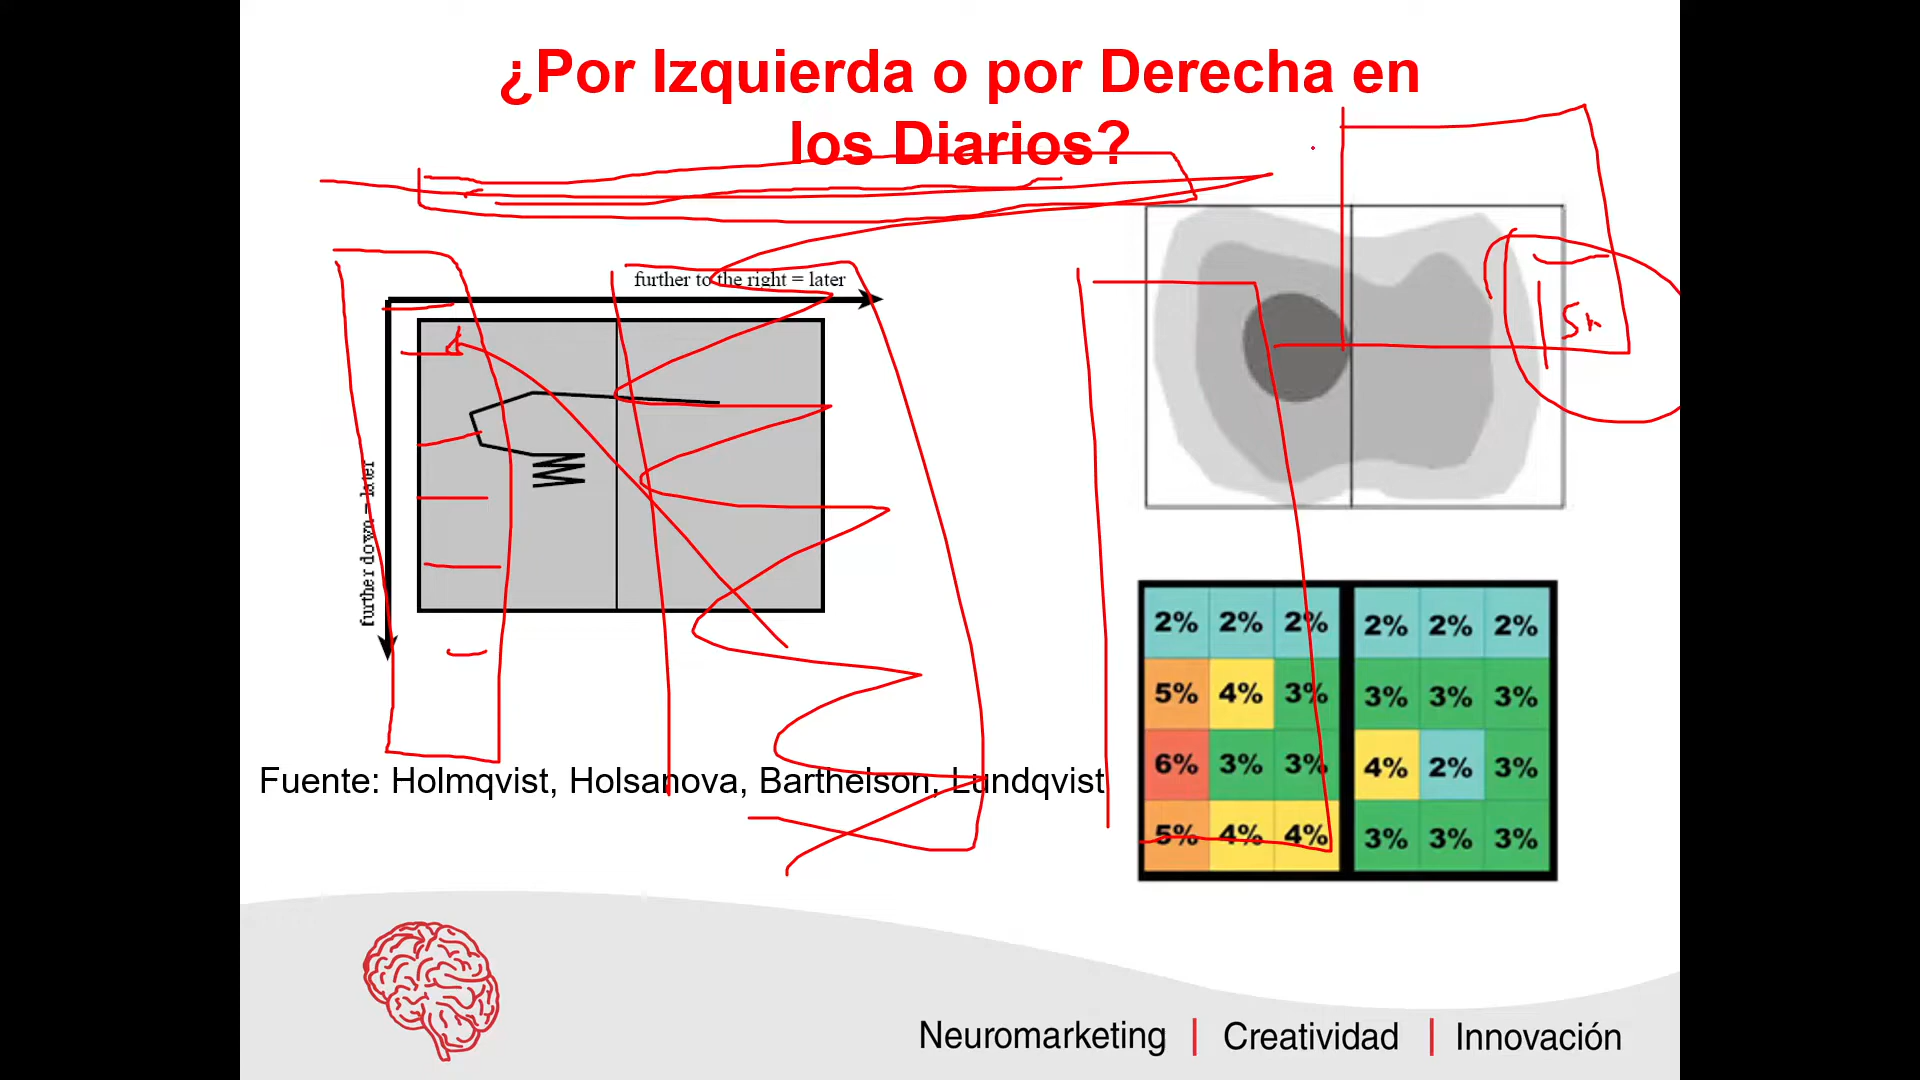 ¿Por Izquierda o por Derecha en
los Diarios?
further to the right = later
further down = later
2% 2% 2% 2% 2% 2%
5% 4% 3% 3% 3% 3%
6% 3% 3% 4% 2% 3%
5% 4% 4% 3% 3% 3%
Fuente: Holmqvist, Holsanova, Barthelson, Lundqvist
Neuromarketing | Creatividad | Innovación